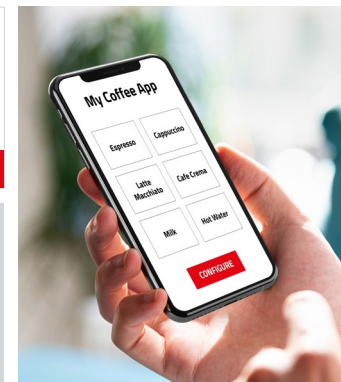 My Coffee App
Espresso
Cappuccino
Latte
Macchiato
Cafe Crema
Milk
Hot Water
CONFIGURE